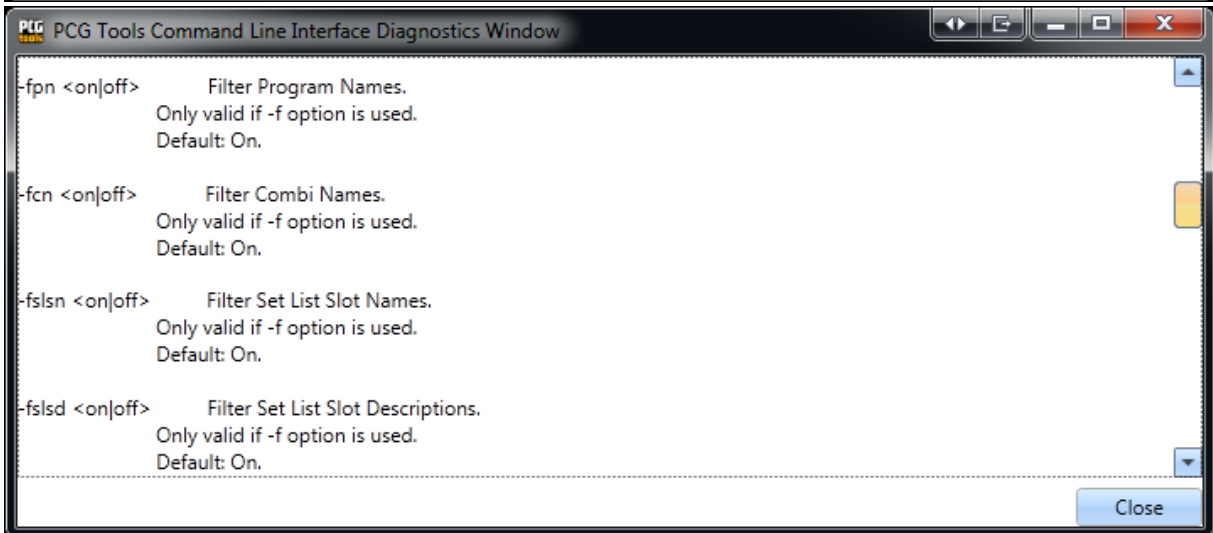 PCG tools PCG Tools Command Line Interface Diagnostics Window
-fpn <on|off> Filter Program Names.
Only valid if -f option is used.
Default: On.
-fcn <on|off> Filter Combi Names.
Only valid if -f option is used.
Default: On.
-fslsn <on|off> Filter Set List Slot Names.
Only valid if -f option is used.
Default: On.
-fslsd <on|off> Filter Set List Slot Descriptions.
Only valid if -f option is used.
Default: On.
Close